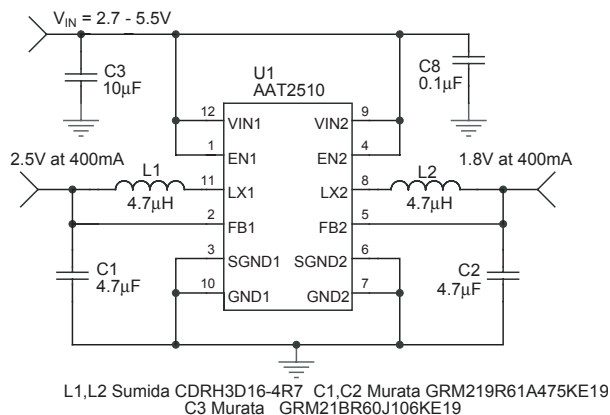 V_IN = 2.7 - 5.5V
C3
10µF
U1
AAT2510
C8
0.1µF
12 VIN1
VIN2 9
1 EN1
EN2 4
2.5V at 400mA
1.8V at 400mA
L1
4.7µH
11 LX1
LX2 8
L2
4.7µH
2 FB1
FB2 5
3 SGND1
SGND2 6
C1
4.7µF
10 GND1
GND2 7
C2
4.7µF
L1,L2 Sumida CDRH3D16-4R7 C1,C2 Murata GRM219R61A475KE19
C3 Murata GRM21BR60J106KE19